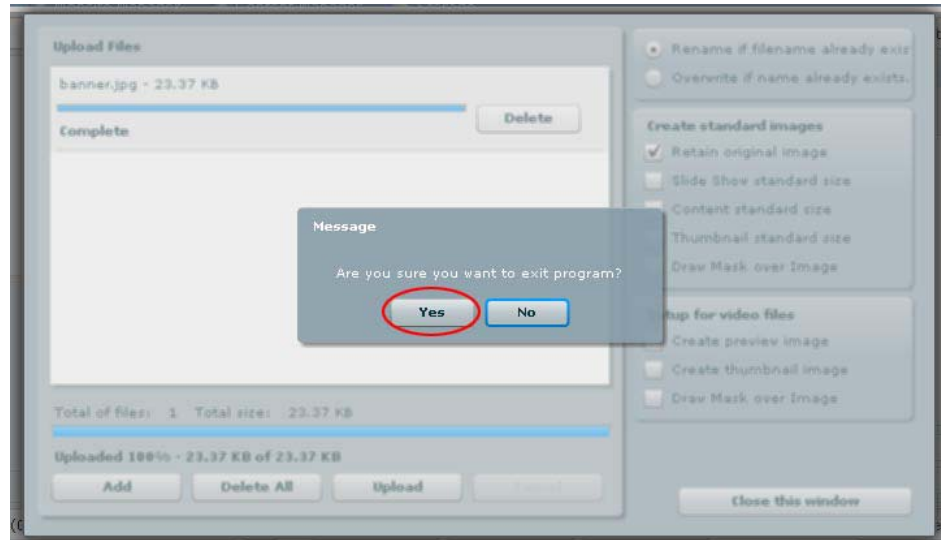 Upload Files
banner.jpg - 23.37 KB
Delete
Complete
Message
Are you sure you want to exit program?
Yes
No
Total of files: 1 Total size: 23.37 KB
Uploaded 100% - 23.37 KB of 23.37 KB
Add
Delete All
Upload
Rename if filename already exis
Overwrite if name already exists.
Create standard images
Retain original image
Slide Show standard size
Content standard size
Thumbnail standard size
Draw Mask over Image
tup for video files
Create preview image
Create thumbnail image
Draw Mask over Image
Close this window